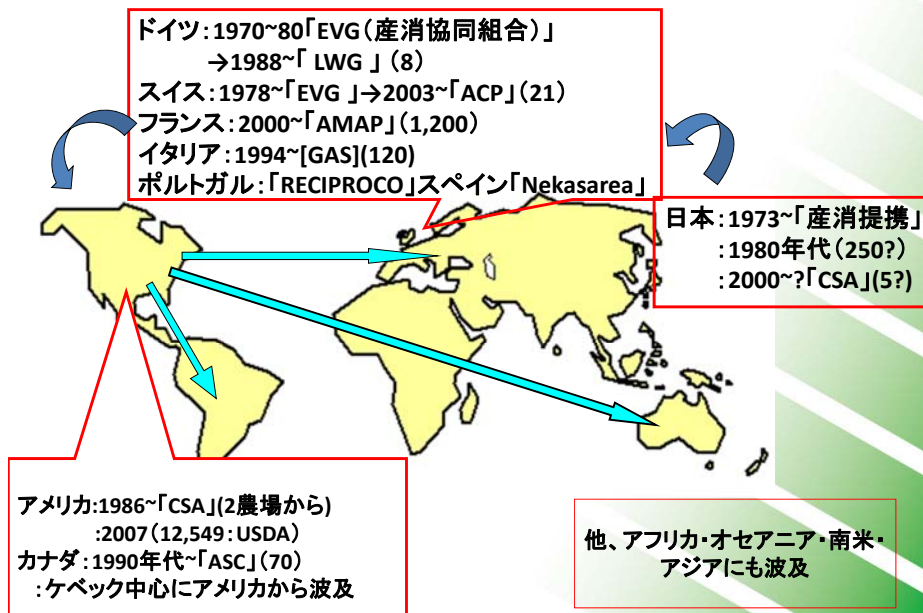 ドイツ：1970~80「EVG（産消協同組合）」
→1988~「 LWG 」（8）
スイス：1978~「EVG 」→2003~「ACP」（21）
フランス：2000~「AMAP」（1,200）
イタリア：1994~[GAS]（120）
ポルトガル：「RECIPROCO」スペイン「Nekasarea」
日本：1973~「産消提携」
：1980年代（250?）
：2000~?「CSA」（5?）
アメリカ:1986~「CSA」(2農場から)
:2007（12,549：USDA）
カナダ：1990年代~「ASC」（70）
：ケベック中心にアメリカから波及
他、アフリカ・オセアニア・南米・
アジアにも波及